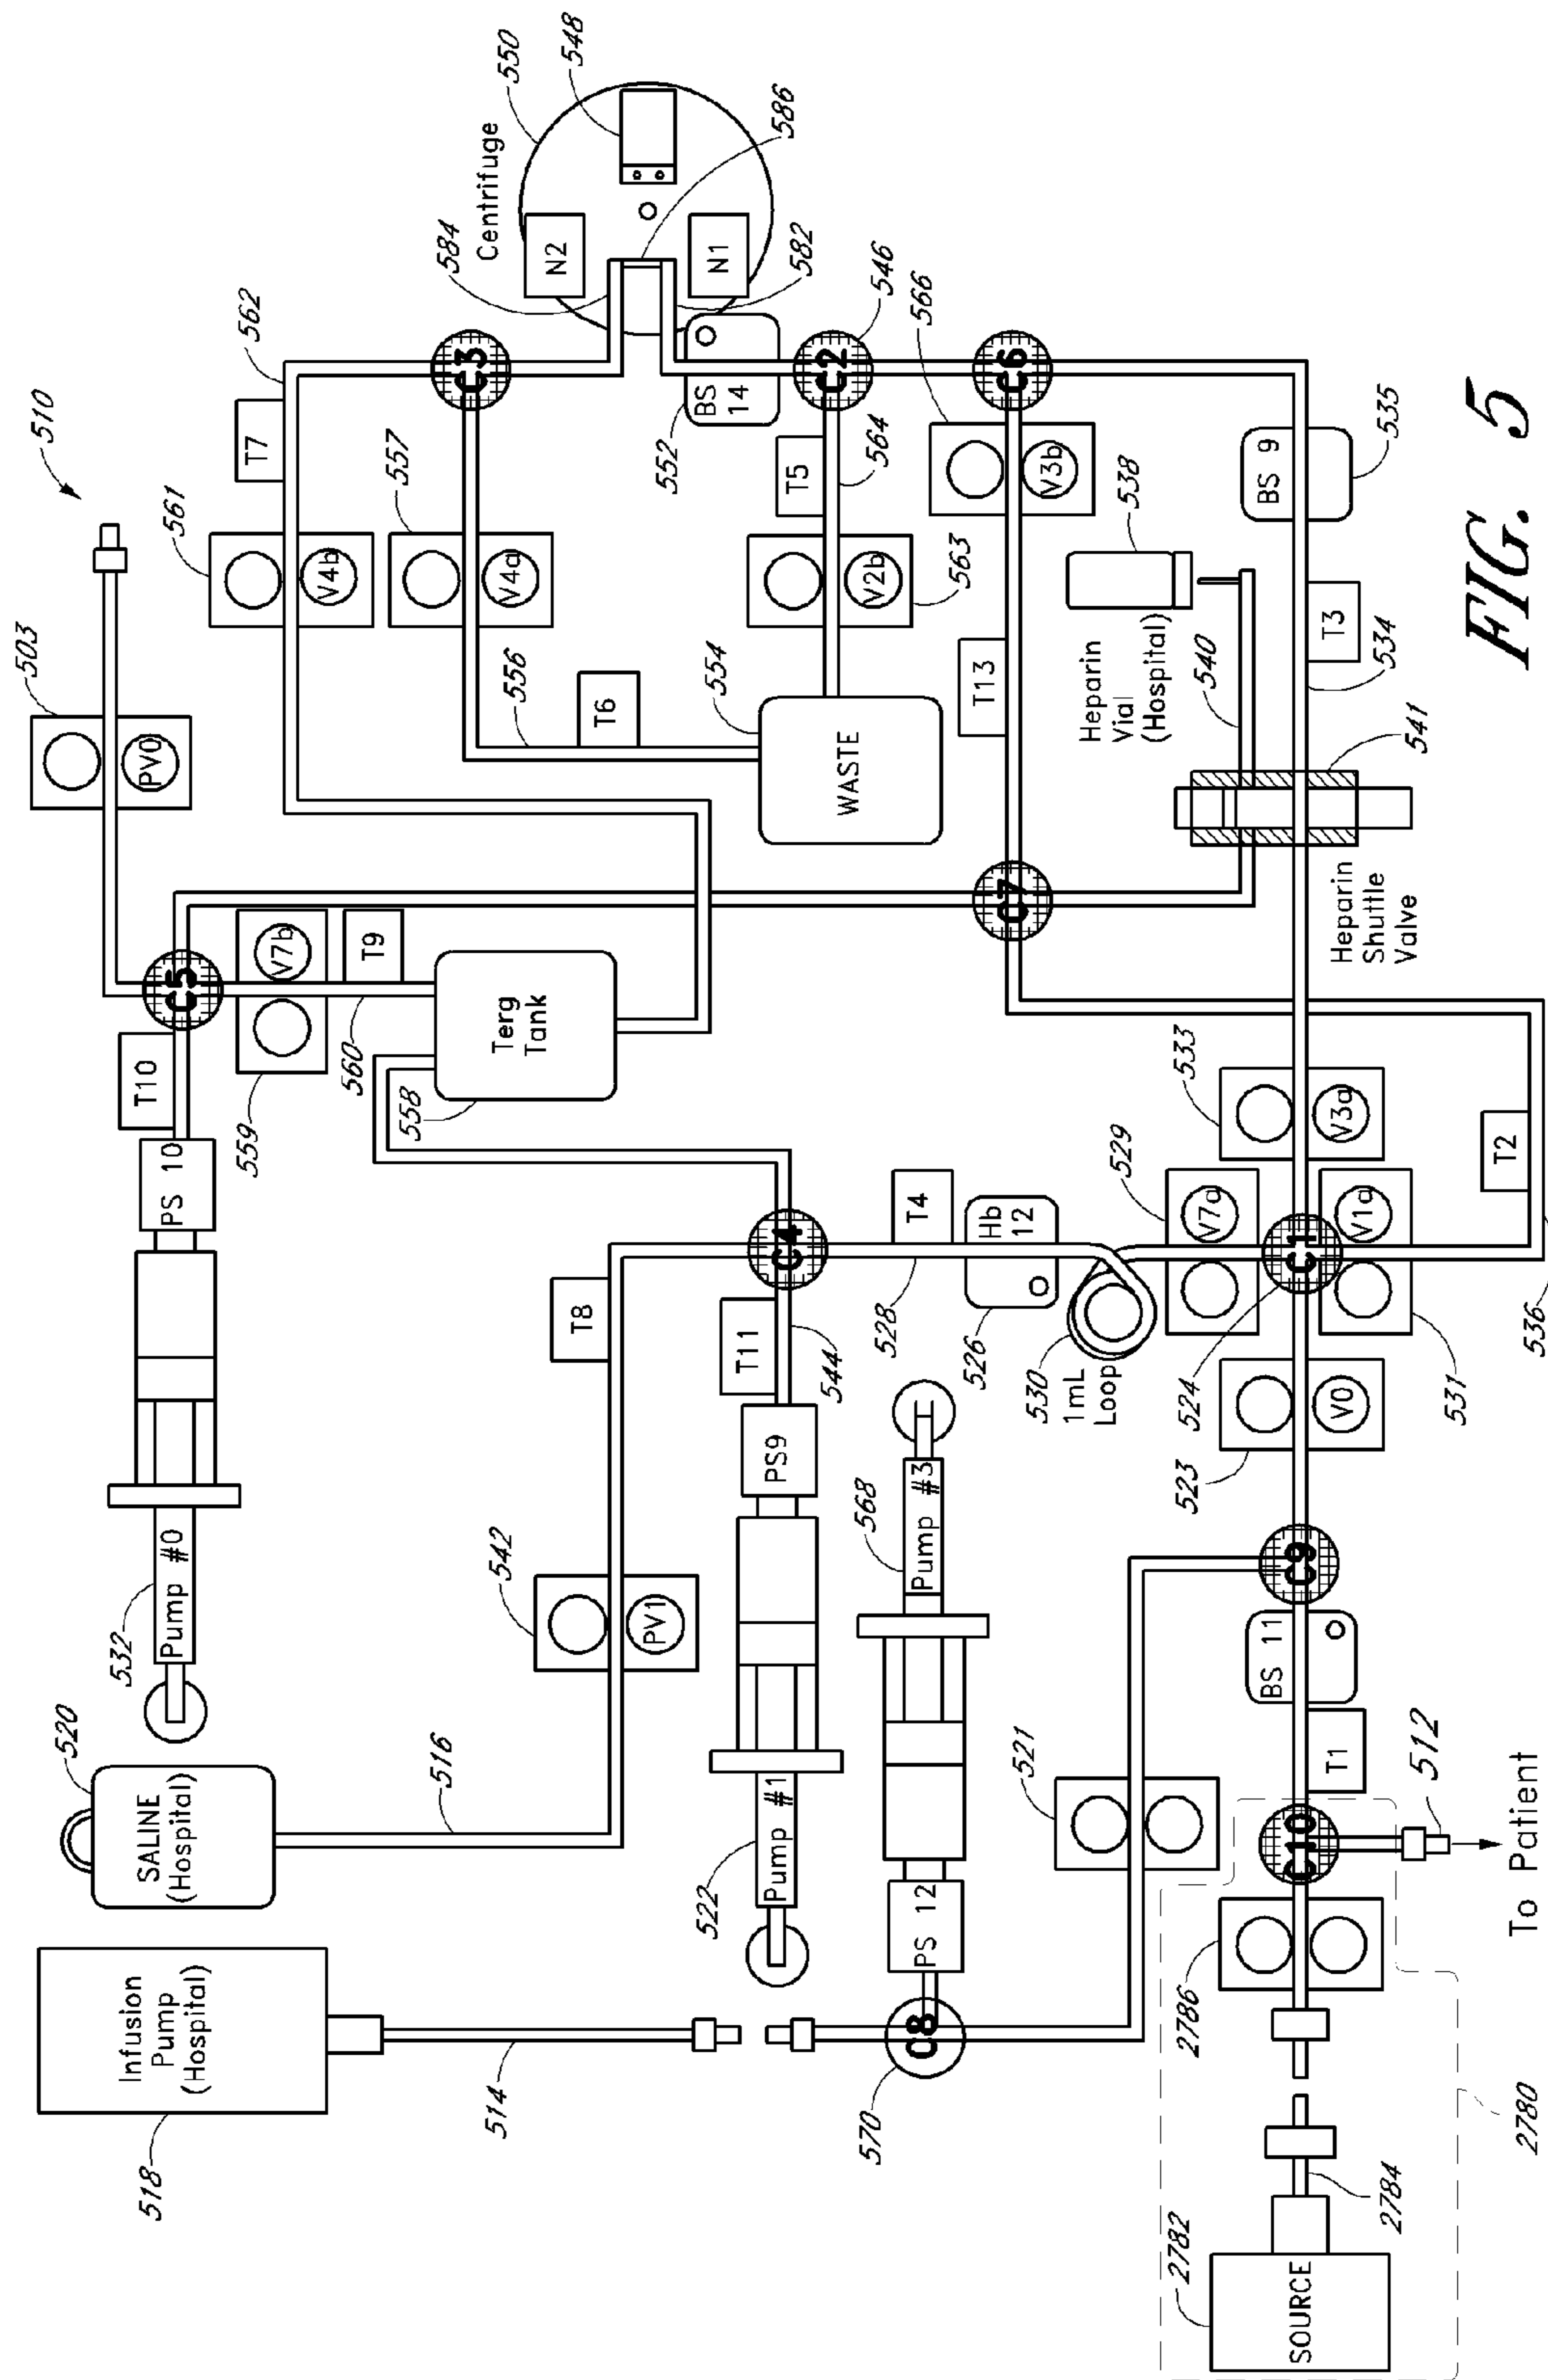 518
Infusion
Pump
(Hospital)
514
520
SALINE
(Hospital)
516
532
Pump #0
PS 10
T10
C5
503
PV0
510
V7b
T9
559
560
Terg
Tank
558
561
V4b
T7
562
557
V4a
556
T6
C3
584
Centrifuge
550
548
N2
N1
586
582
BS
14
552
C2
546
554
WASTE
T5
564
V2b
563
566
V3b
C6
T13
C7
538
Heparin
Vial
(Hospital)
540
BS 9
535
T3
534
541
Heparin
Shuttle
Valve
542
PV1
T8
C4
T11
544
PS9
522
Pump #1
568
Pump #3
PS 12
C8
570
T4
528
Hb
12
526
530
1mL
Loop
529
V7a
533
V3a
C1
524
V1a
531
T2
536
523
V0
C9
BS 11
521
T1
C10
512
To Patient
2786
2782
SOURCE
2784
2780
FIG. 5